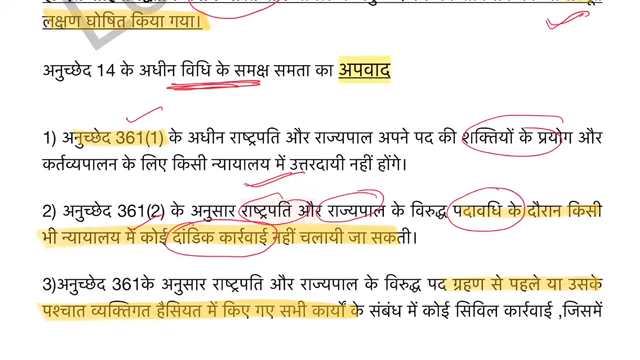 लक्षण घोषित किया गया।
अनुच्छेद 14 के अधीन विधि के समक्ष समता का अपवाद
1) अनुच्छेद 361(1) के अधीन राष्ट्रपति और राज्यपाल अपने पद की शक्तियों के प्रयोग और
कर्तव्यपालन के लिए किसी न्यायालय में उत्तरदायी नहीं होंगे।
2) अनुच्छेद 361(2) के अनुसार राष्ट्रपति और राज्यपाल के विरुद्ध पदावधि के दौरान किसी
भी न्यायालय में कोई दांडिक कार्रवाई नहीं चलायी जा सकती।
3)अनुच्छेद 361के अनुसार राष्ट्रपति और राज्यपाल के विरुद्ध पद ग्रहण से पहले या उसके
पश्चात व्यक्तिगत हैसियत में किए गए सभी कार्यों के संबंध में कोई सिविल कार्रवाई ,जिसमें